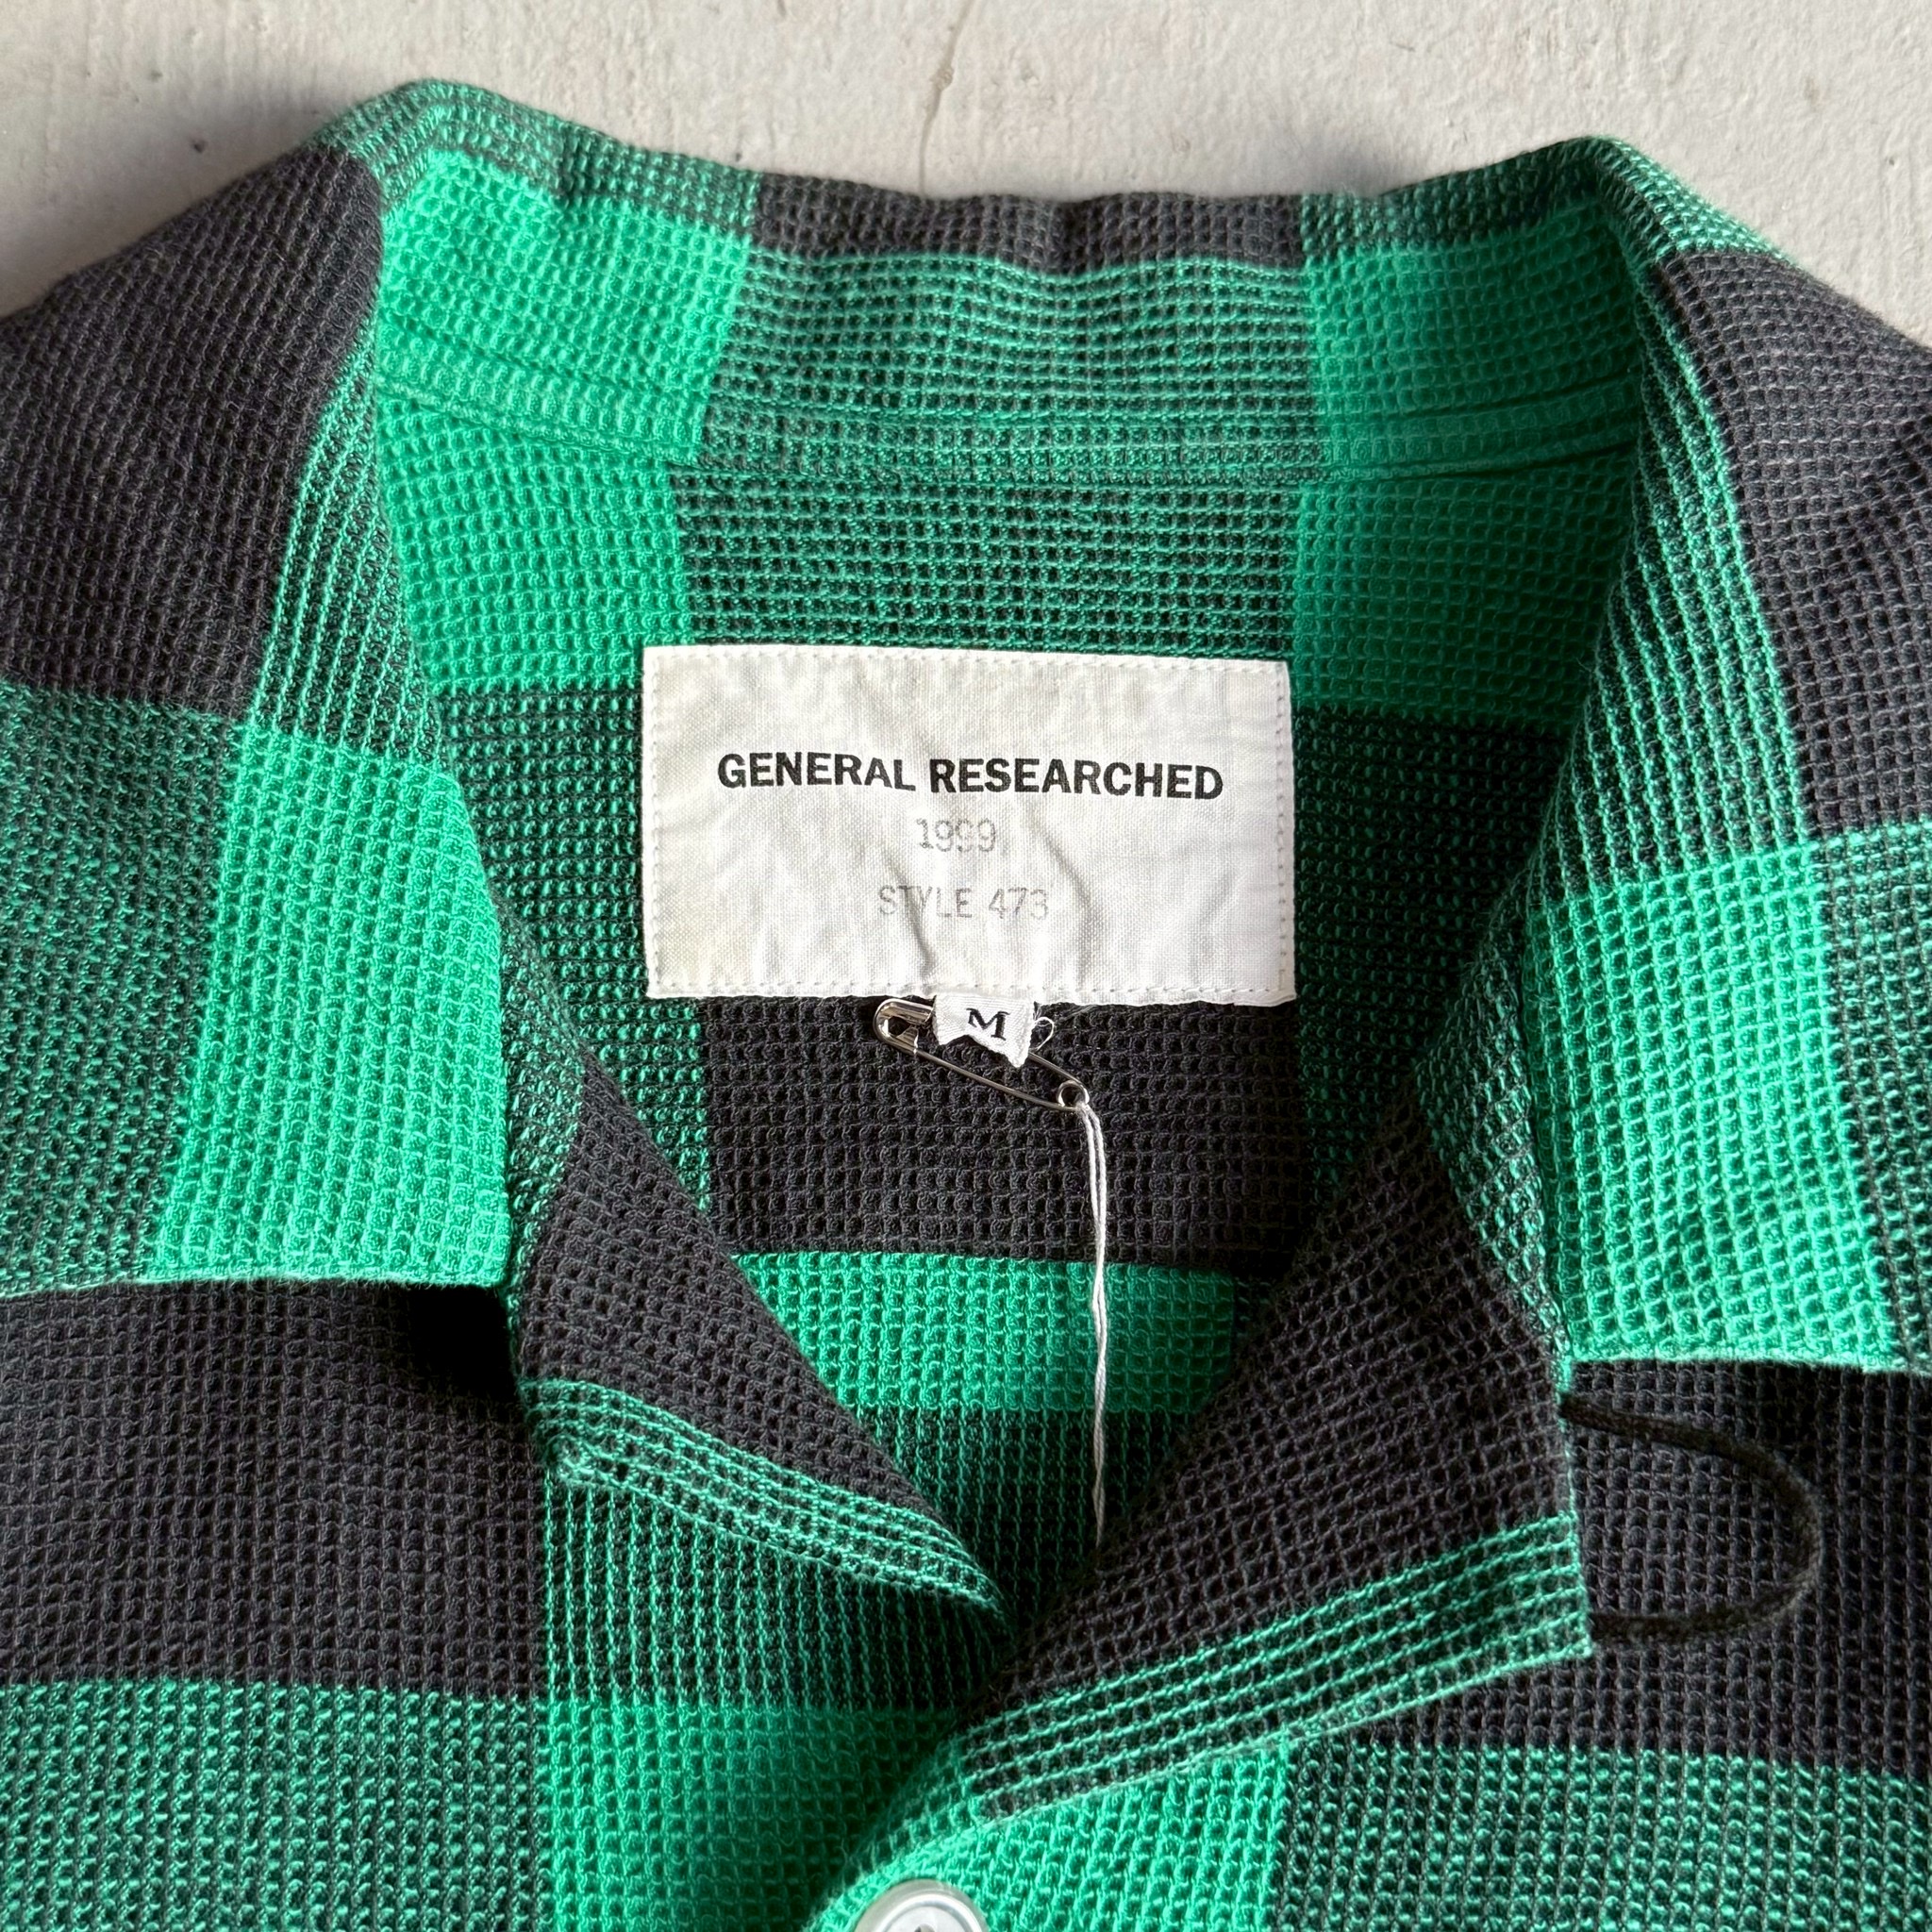 GENERAL RESEARCHED
1999
STYLE 473
M